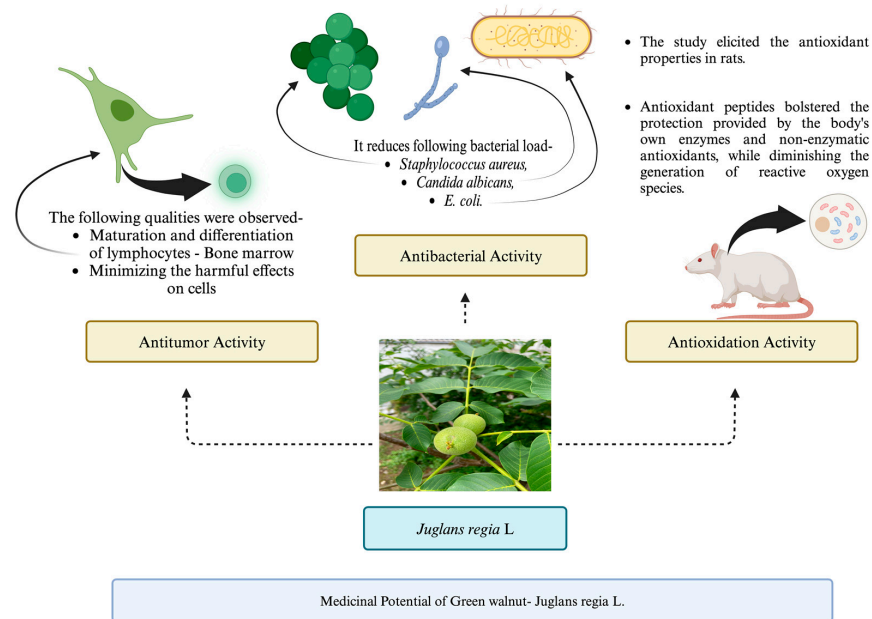 • The study elicited the antioxidant
properties in rats.
• Antioxidant peptides bolstered the
protection provided by the body's
own enzymes and non-enzymatic
antioxidants, while diminishing the
generation of reactive oxygen
species.
It reduces following bacterial load-
• Staphylococcus aureus,
• Candida albicans,
• E. coli.
The following qualities were observed-
• Maturation and differentiation
of lymphocytes - Bone marrow
• Minimizing the harmful effects
on cells
Antibacterial Activity
Antitumor Activity
Antioxidation Activity
Juglans regia L
Medicinal Potential of Green walnut- Juglans regia L.